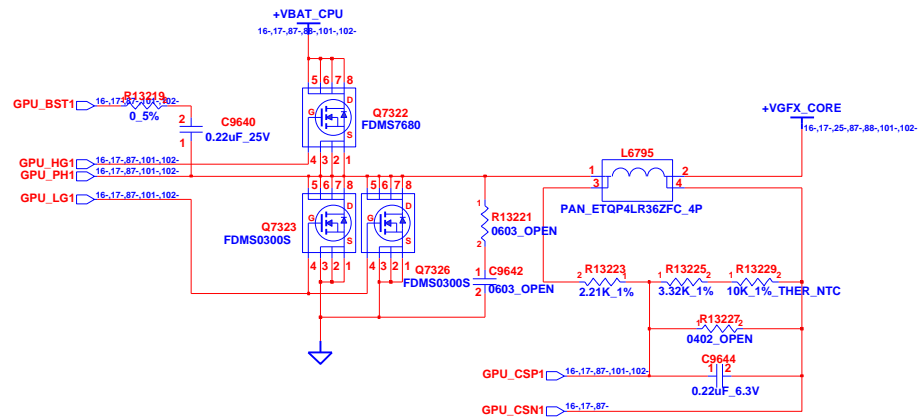 +VBAT_CPU
16-,17-,87-,88-,101-,102-
5 6 7 8
R13219
GPU_BST1 16-,17-,87-,101-,102-
0_5%
D
G
S
Q7322
FDMS7680
2
C9640
0.22uF_25V
1
+VGFX_CORE
16-,17-,25-,87-,88-,101-,102-
GPU_HG1 16-,17-,87-,101-,102-
4 3 2 1
L6795
GPU_PH1 16-,17-,87-,101-,102-
1 2
3 4
PAN_ETQP4LR36ZFC_4P
GPU_LG1 16-,17-,87-,101-,102-
5 6 7 8
5 6 7 8
D
G
S
D
G
S
Q7323
FDMS0300S
1
R13221
0603_OPEN
2
4 3 2 1
4 3 2 1
Q7326
FDMS0300S
1
C9642
0603_OPEN
2
2 R13223 1
2.21K_1%
1 R13225 2
3.32K_1%
1 R13229 2
10K_1%_THER_NTC
1 R13227 2
0402_OPEN
C9644
1 2
0.22uF_6.3V
GPU_CSP1 16-,17-,87-,101-,102-
GPU_CSN1 16-,17-,87-